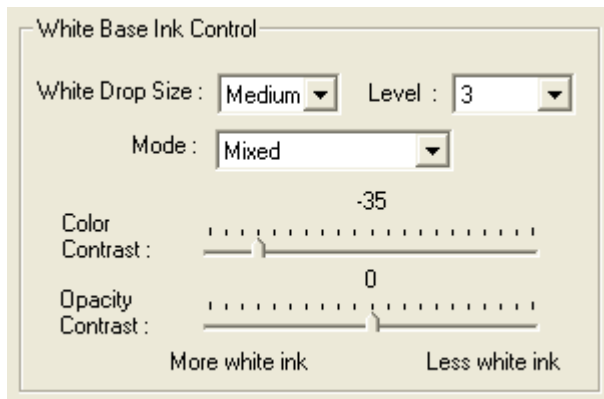 White Base Ink Control
White Drop Size : Medium Level : 3
Mode : Mixed
-35
Color
Contrast :
0
Opacity
Contrast :
More white ink Less white ink